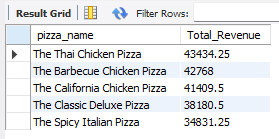 Result Grid Filter Rows:
pizza_name Total_Revenue
The Thai Chicken Pizza 43434.25
The Barbecue Chicken Pizza 42768
The California Chicken Pizza 41409.5
The Classic Deluxe Pizza 38180.5
The Spicy Italian Pizza 34831.25